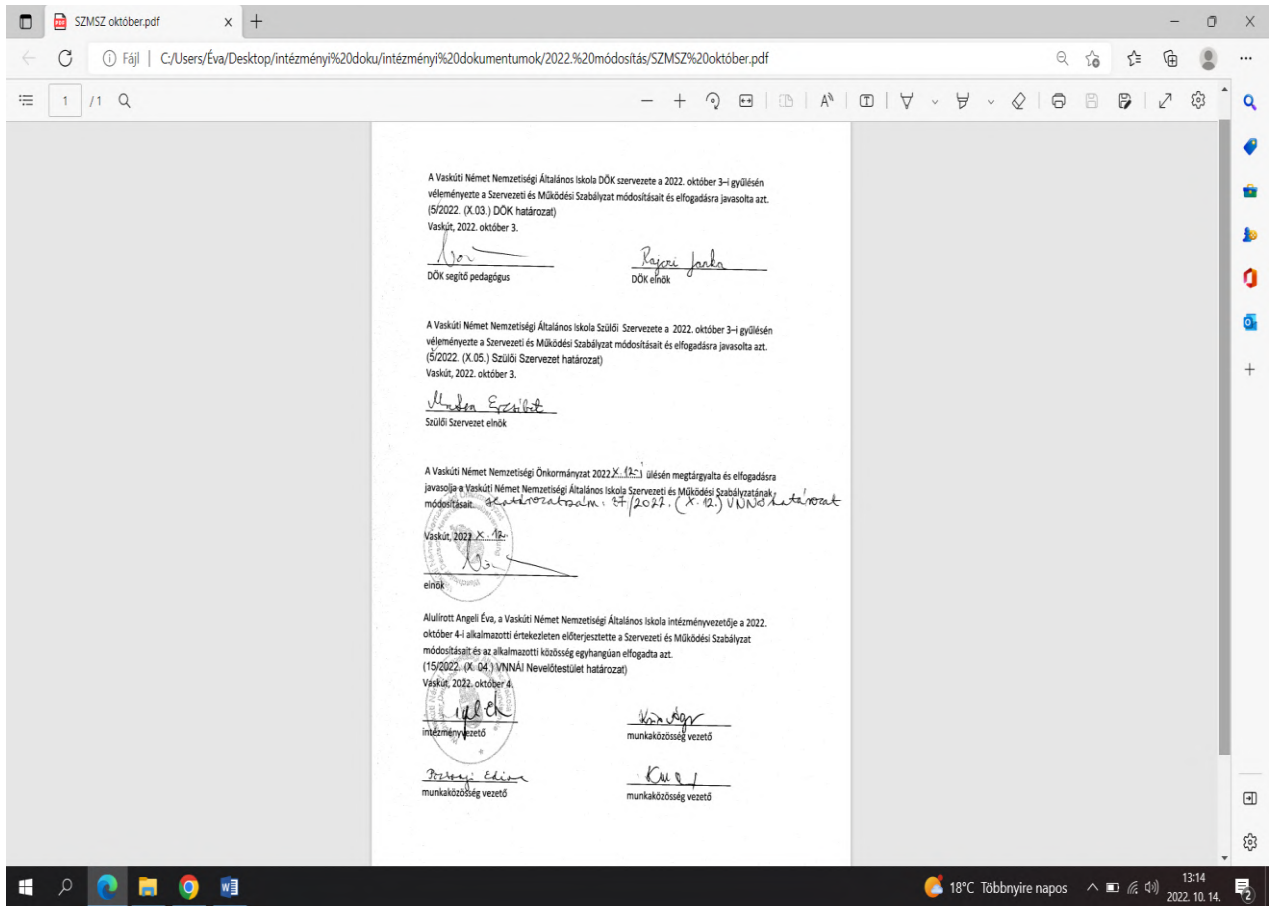 SZMSZ október.pdf
Fájl | C:/Users/Éva/Desktop/intézményi%20doku/intézményi%20dokumentumok/2022.%20módosítás/SZMSZ%20október.pdf
1 /1
A Vaskúti Német Nemzetiségi Általános Iskola DÖK szervezete a 2022. október 3–i gyűlésén
véleményezte a Szervezeti és Működési Szabályzat módosításait és elfogadásra javasolta azt.
(5/2022. (X.03.) DÖK határozat)
Vaskút, 2022. október 3.
Janka
DÖK segítő pedagógus DÖK elnök
A Vaskúti Német Nemzetiségi Általános Iskola Szülői Szervezete a 2022. október 3–i gyűlésén
véleményezte a Szervezeti és Működési Szabályzat módosításait és elfogadásra javasolta azt.
(5/2022. (X.05.) Szülői Szervezet határozat)
Vaskút, 2022. október 3.
Erzsébet
Szülői Szervezet elnök
A Vaskúti Német Nemzetiségi Önkormányzat 2022 X. 12-i ülésén megtárgyalta és elfogadásra
javasolja a Vaskúti Német Nemzetiségi Általános Iskola Szervezeti és Működési Szabályzatának
módosításait. Határozatszám: 37/2022. (X. 12.) VNNÖ határozat
Vaskút, 2022 X. 12.
elnök
Alulírott Angeli Éva, a Vaskúti Német Nemzetiségi Általános Iskola intézményvezetője a 2022.
október 4-i alkalmazotti értekezleten előterjesztette a Szervezeti és Működési Szabályzat
módosításait és az alkalmazotti közösség egyhangúan elfogadta azt.
(15/2022. (X. 04.) VNNÁI Nevelőtestület határozat)
Vaskút, 2022. október 4.
intézményvezető munkaközösség vezető
munkaközösség vezető munkaközösség vezető
18°C Többnyire napos
13:14
2022. 10. 14.
2